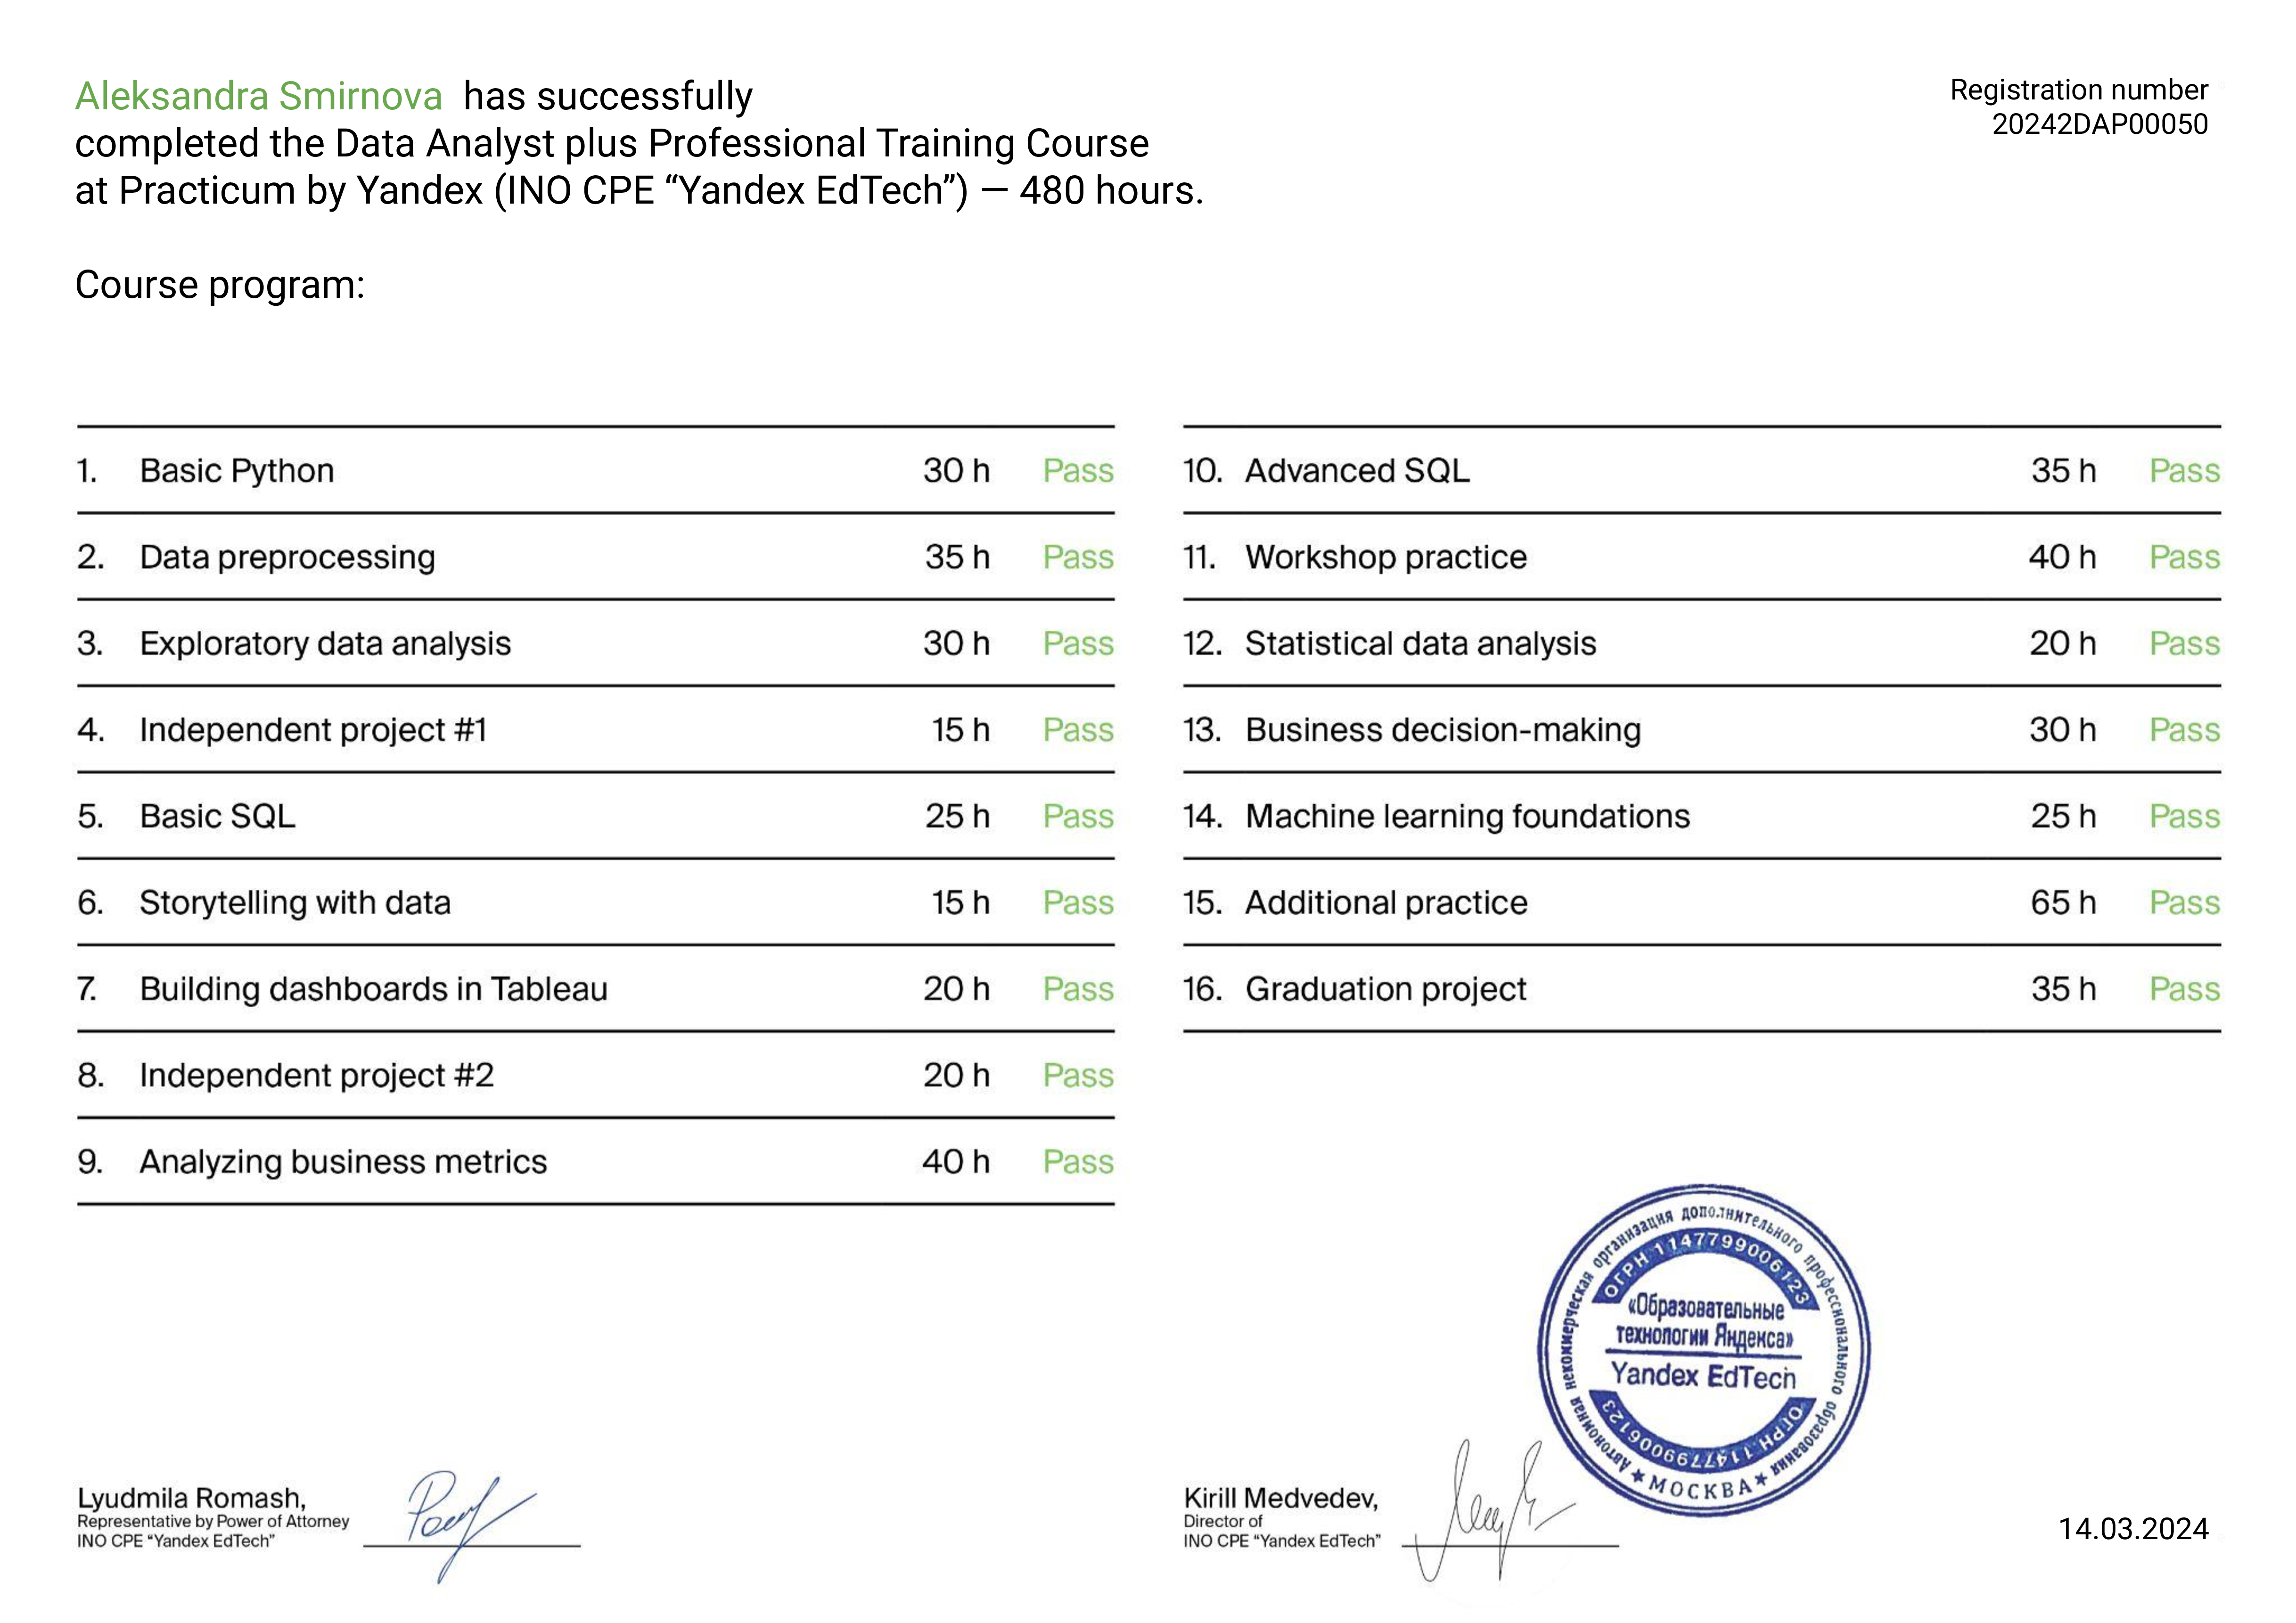 Aleksandra Smirnova has successfully
completed the Data Analyst plus Professional Training Course
at Practicum by Yandex (INO CPE “Yandex EdTech”) — 480 hours.
Registration number
20242DAP00050
Course program:
1. Basic Python 30 h Pass
2. Data preprocessing 35 h Pass
3. Exploratory data analysis 30 h Pass
4. Independent project #1 15 h Pass
5. Basic SQL 25 h Pass
6. Storytelling with data 15 h Pass
7. Building dashboards in Tableau 20 h Pass
8. Independent project #2 20 h Pass
9. Analyzing business metrics 40 h Pass
10. Advanced SQL 35 h Pass
11. Workshop practice 40 h Pass
12. Statistical data analysis 20 h Pass
13. Business decision-making 30 h Pass
14. Machine learning foundations 25 h Pass
15. Additional practice 65 h Pass
16. Graduation project 35 h Pass
Автономная некоммерческая организация дополнительного профессионального образования
ОГРН 1147799006123
«Образовательные
технологии Яндекса»
Yandex EdTech
ОГРН 1147799006123
★ МОСКВА ★
Lyudmila Romash,
Representative by Power of Attorney
INO CPE “Yandex EdTech”
Kirill Medvedev,
Director of
INO CPE “Yandex EdTech”
14.03.2024